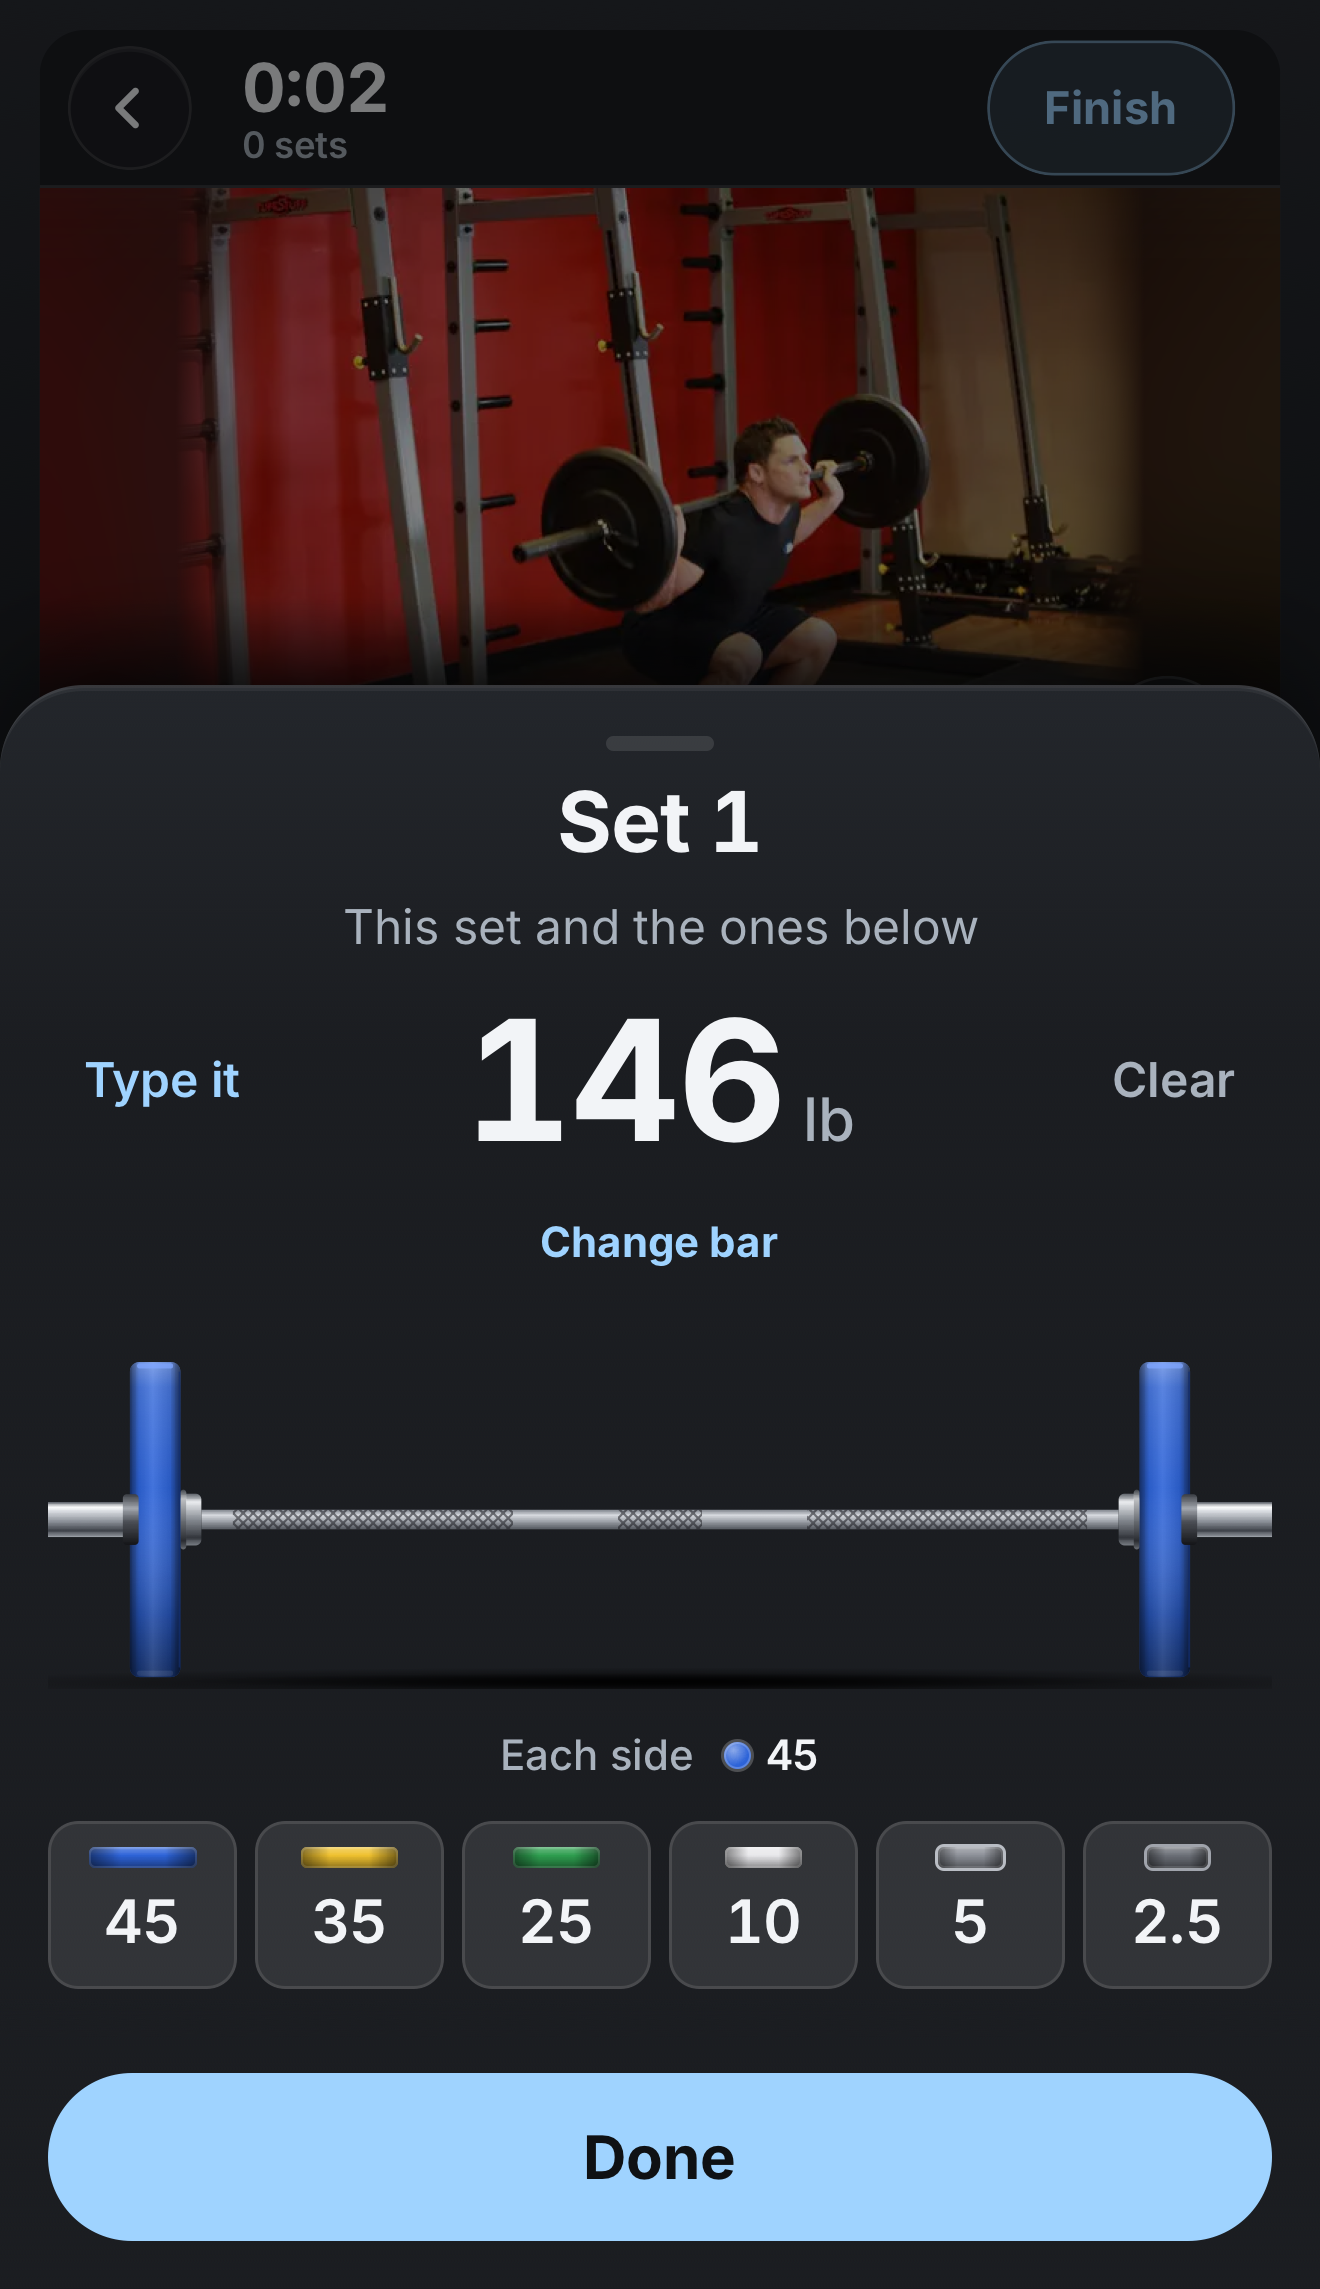 0:02
0 sets
Finish
Set 1
This set and the ones below
Type it
146 lb
Clear
Change bar
Each side 45
45 35 25 10 5 2.5
Done